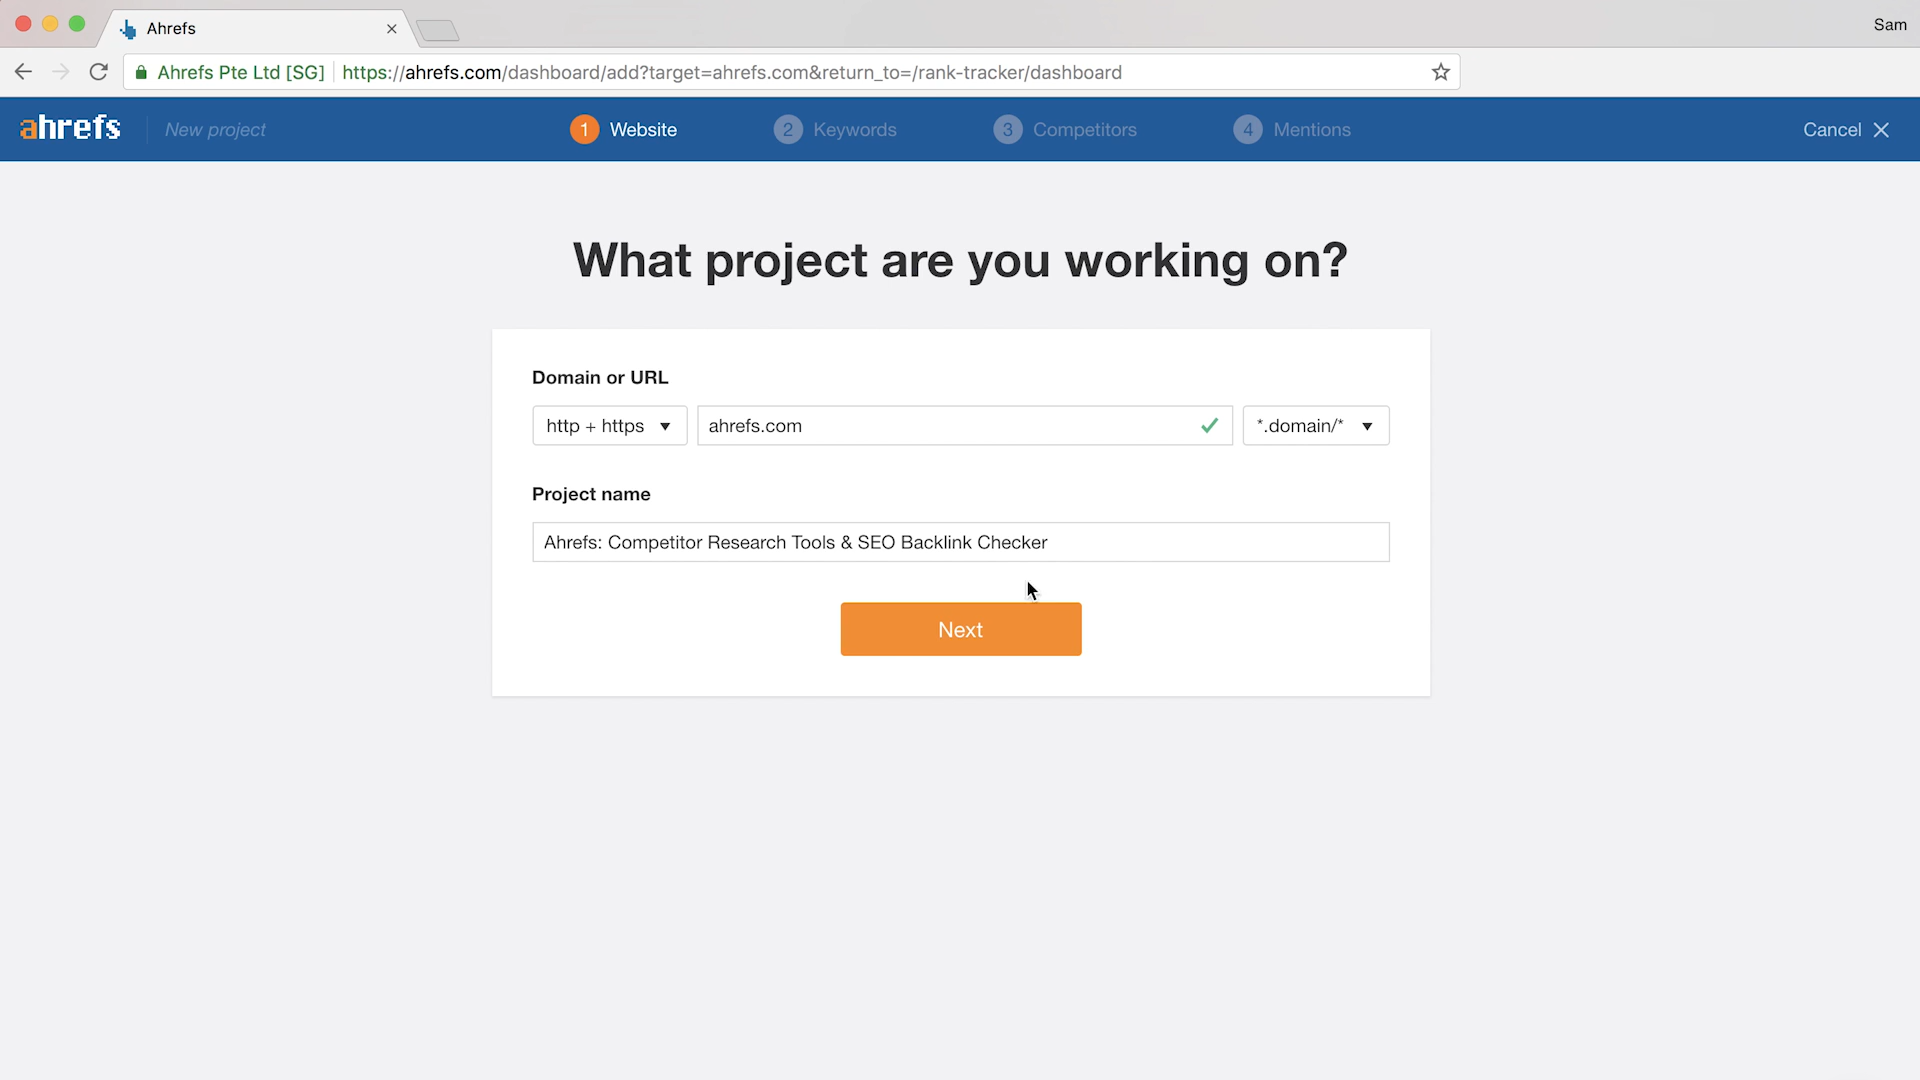 Ahrefs
Sam
Ahrefs Pte Ltd [SG] https://ahrefs.com/dashboard/add?target=ahrefs.com&return_to=/rank-tracker/dashboard
ahrefs New project 1 Website 2 Keywords 3 Competitors 4 Mentions Cancel
What project are you working on?
Domain or URL
http + https ahrefs.com *.domain/*
Project name
Ahrefs: Competitor Research Tools & SEO Backlink Checker
Next